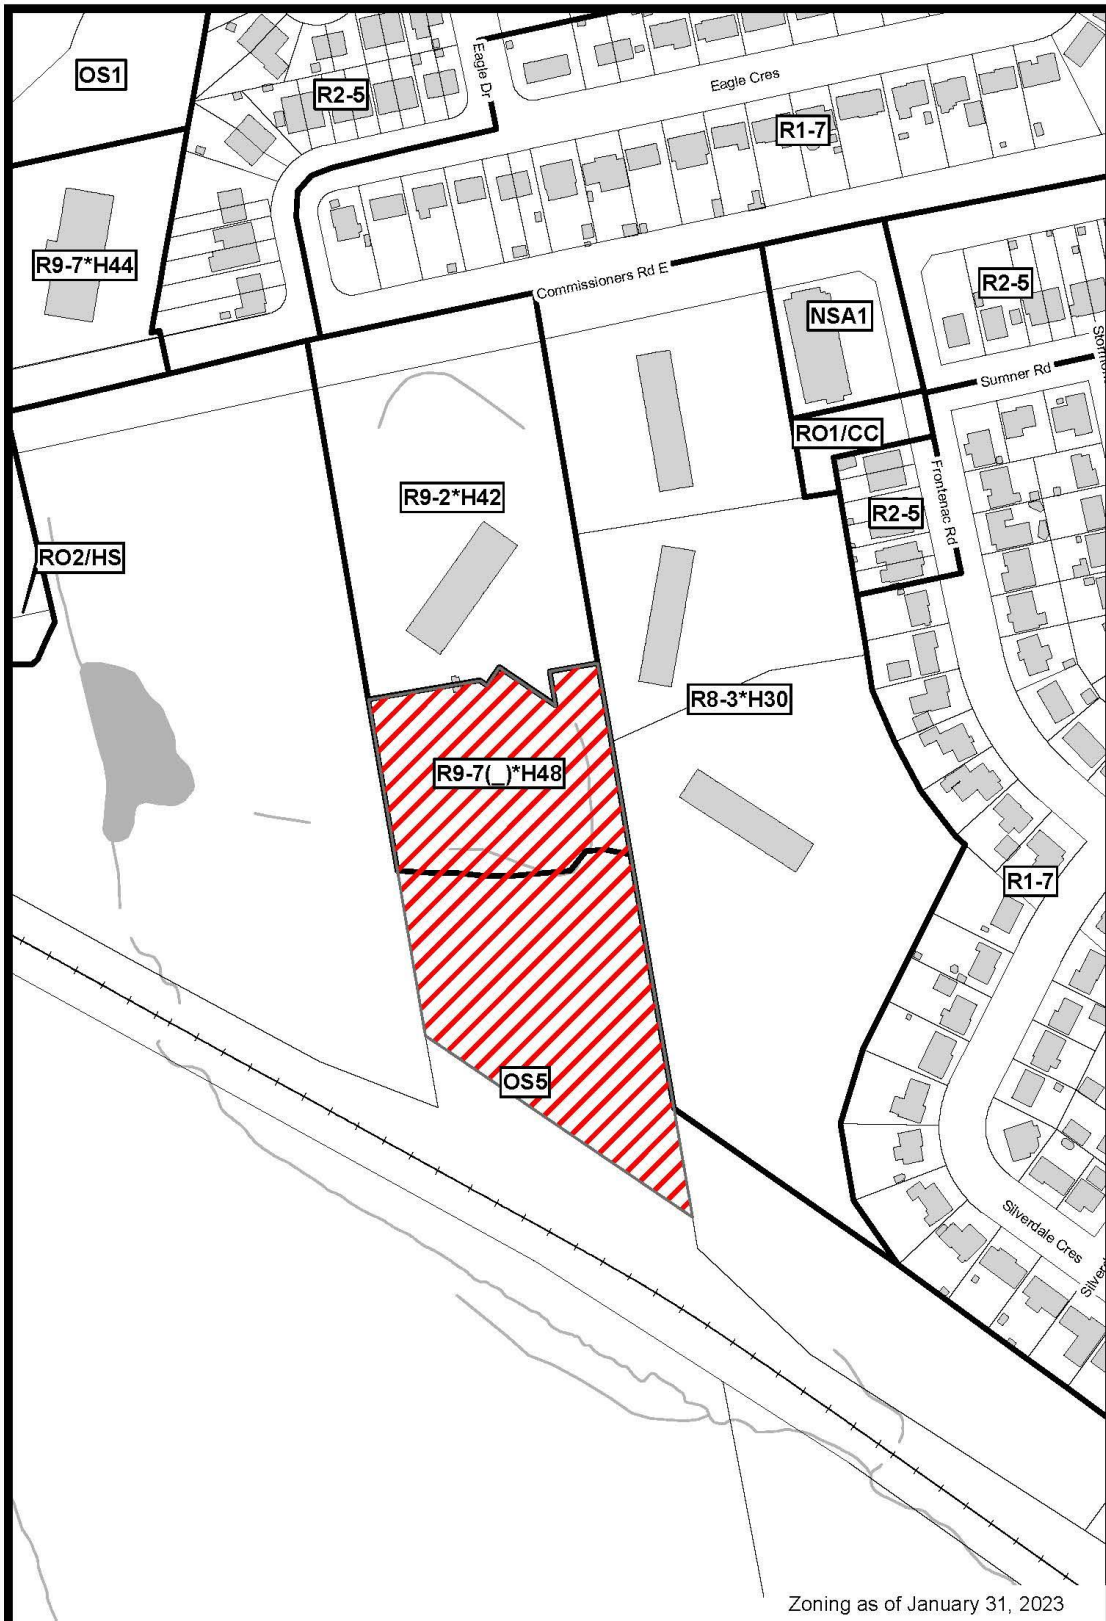 OS1
R2-5
Eagle Dr
Eagle Cres
R1-7
R9-7*H44
Commissioners Rd E
NSA1
R2-5
Sumner Rd
RO1/CC
R9-2*H42
R2-5
Frontenac Rd
RO2/HS
R8-3*H30
R9-7(_)*H48
R1-7
OS5
Silverdale Cres
Zoning as of January 31, 2023